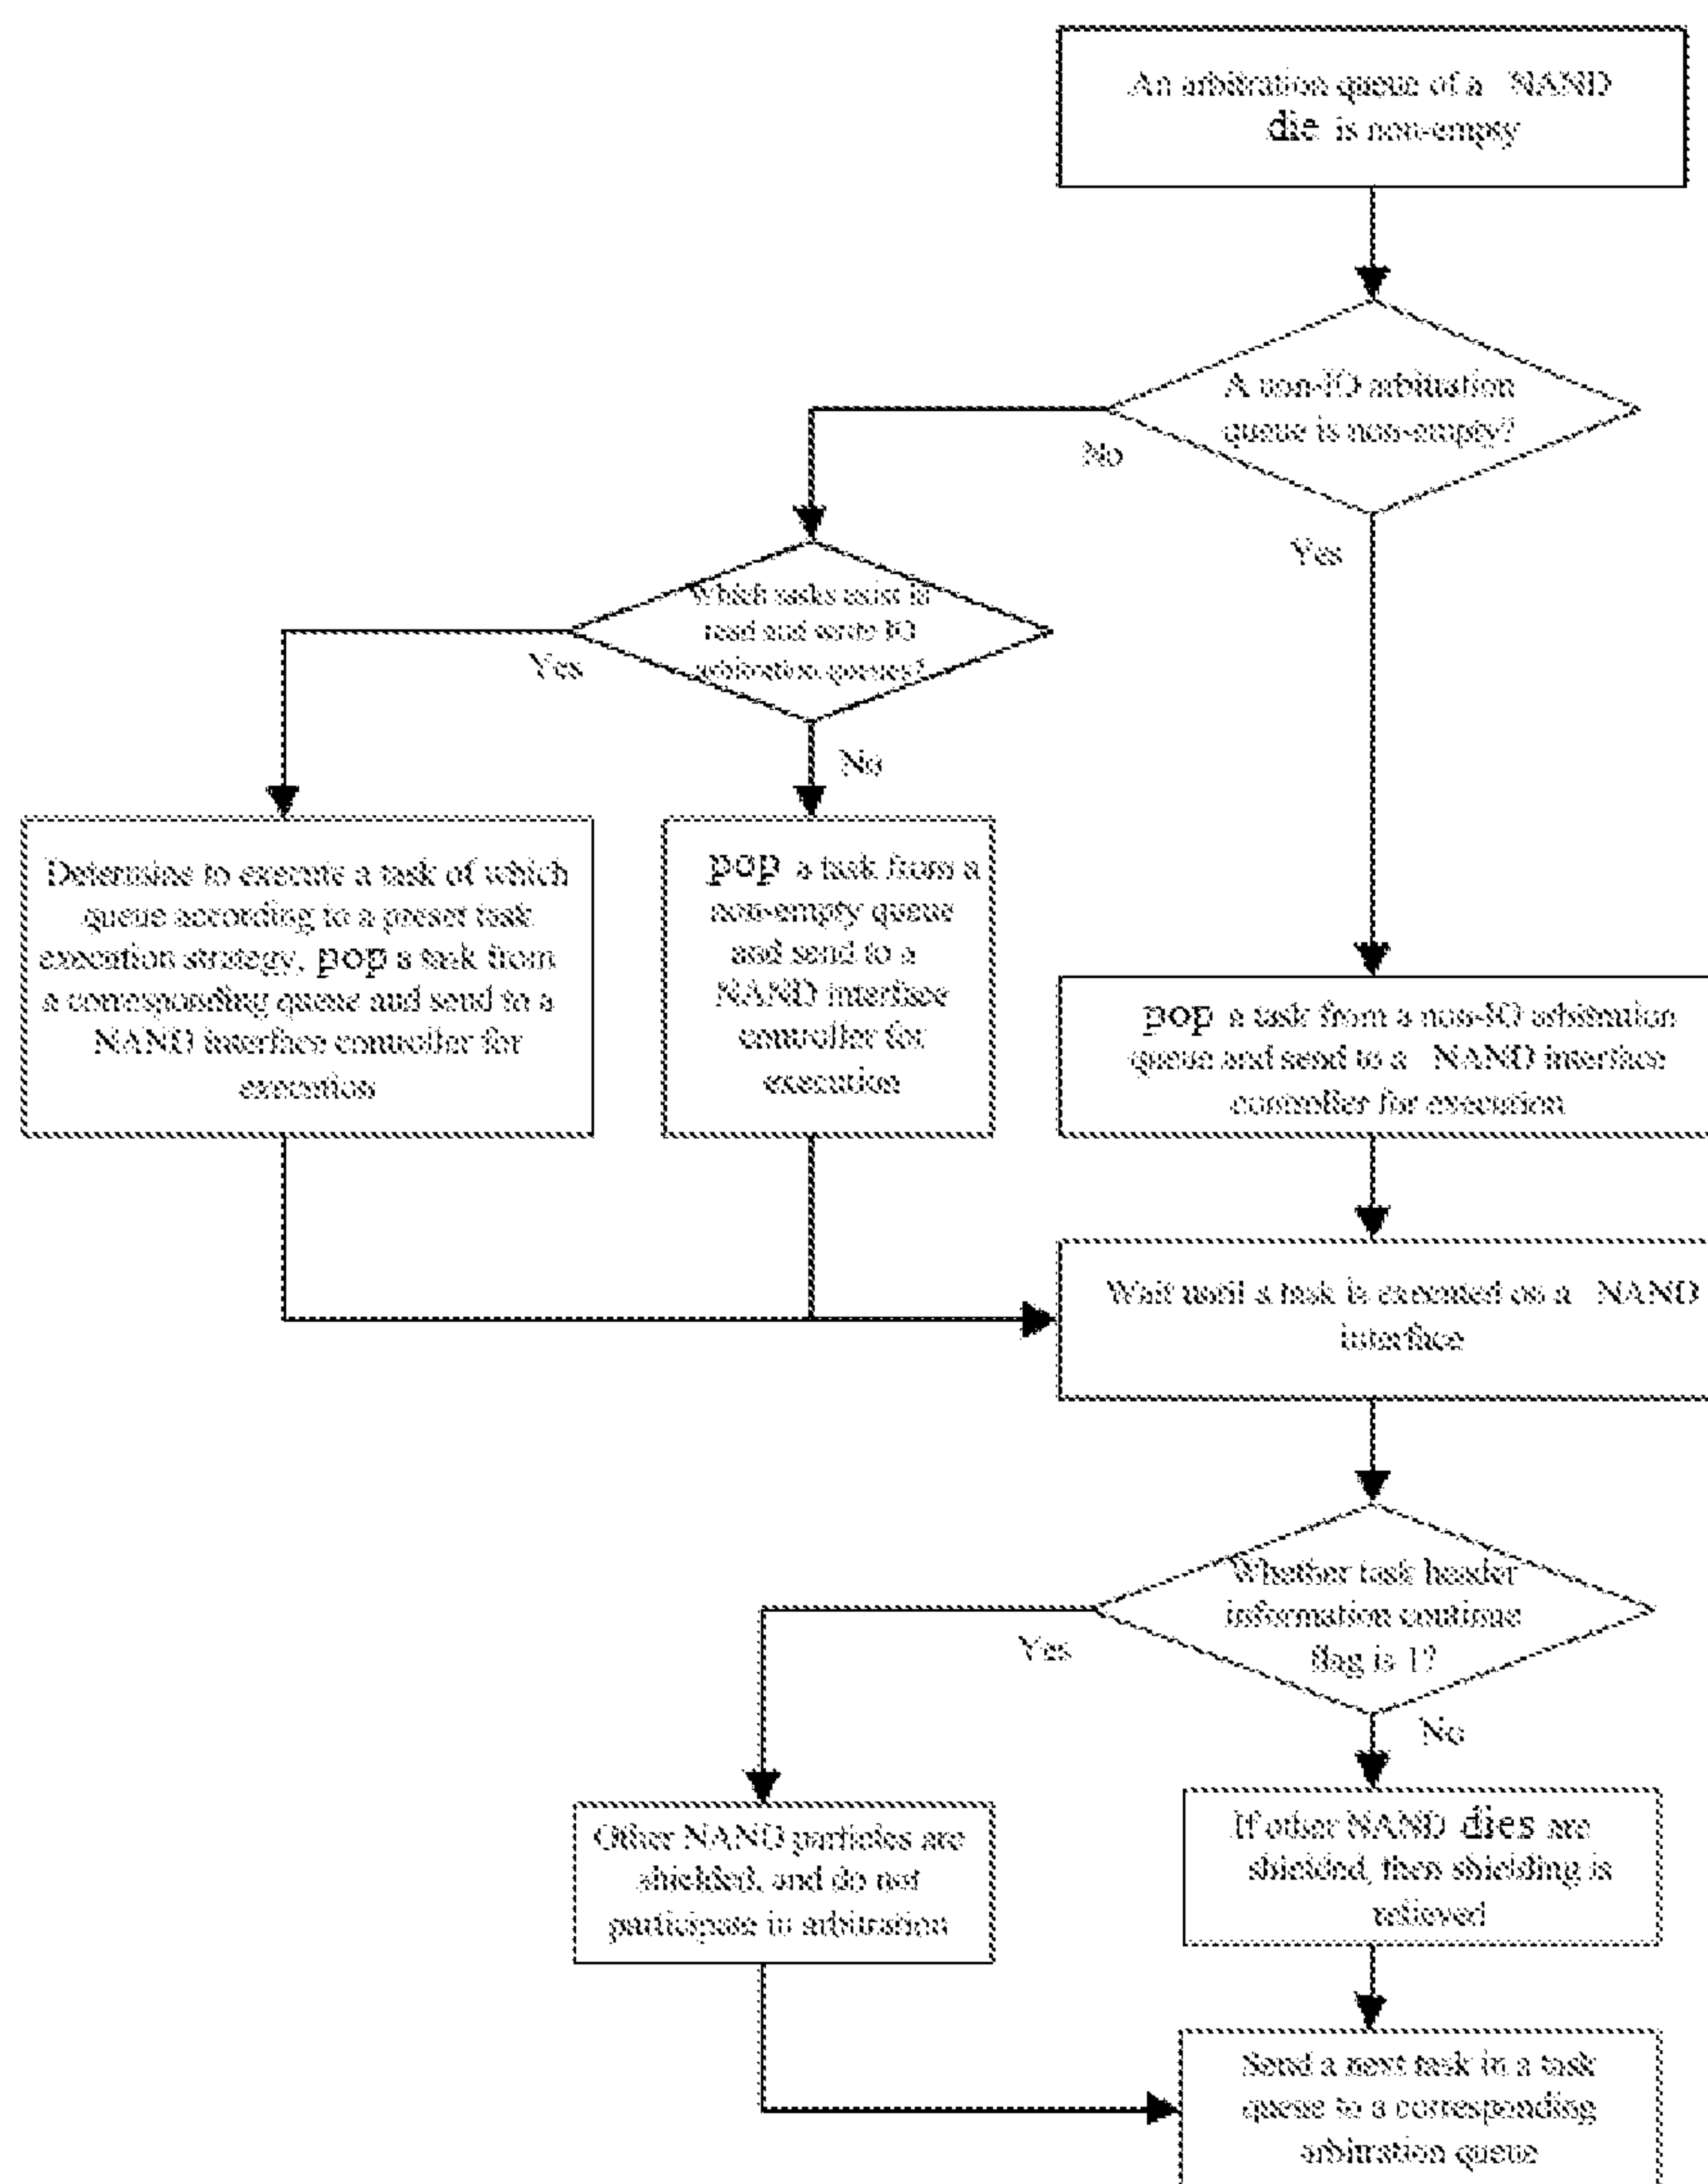 An arbitration queue of a NAND
die is non-empty
A non-IO arbitration
queue is non-empty?
No
Yes
Which tasks exist in
read and write IO
arbitration queues?
Yes
No
Determine to execute a task of which
queue according to a preset task
execution strategy, pop a task from
a corresponding queue and send to a
NAND interface controller for
execution
pop a task from a
non-empty queue
and send to a
NAND interface
controller for
execution
pop a task from a non-IO arbitration
queue and send to a NAND interface
controller for execution
Wait until a task is executed on a NAND
interface
Whether task header
information continue
flag is 1?
Yes
No
Other NAND particles are
shielded, and do not
participate in arbitration
If other NAND dies are
shielded, then shielding is
relieved
Send a next task in a task
queue to a corresponding
arbitration queue